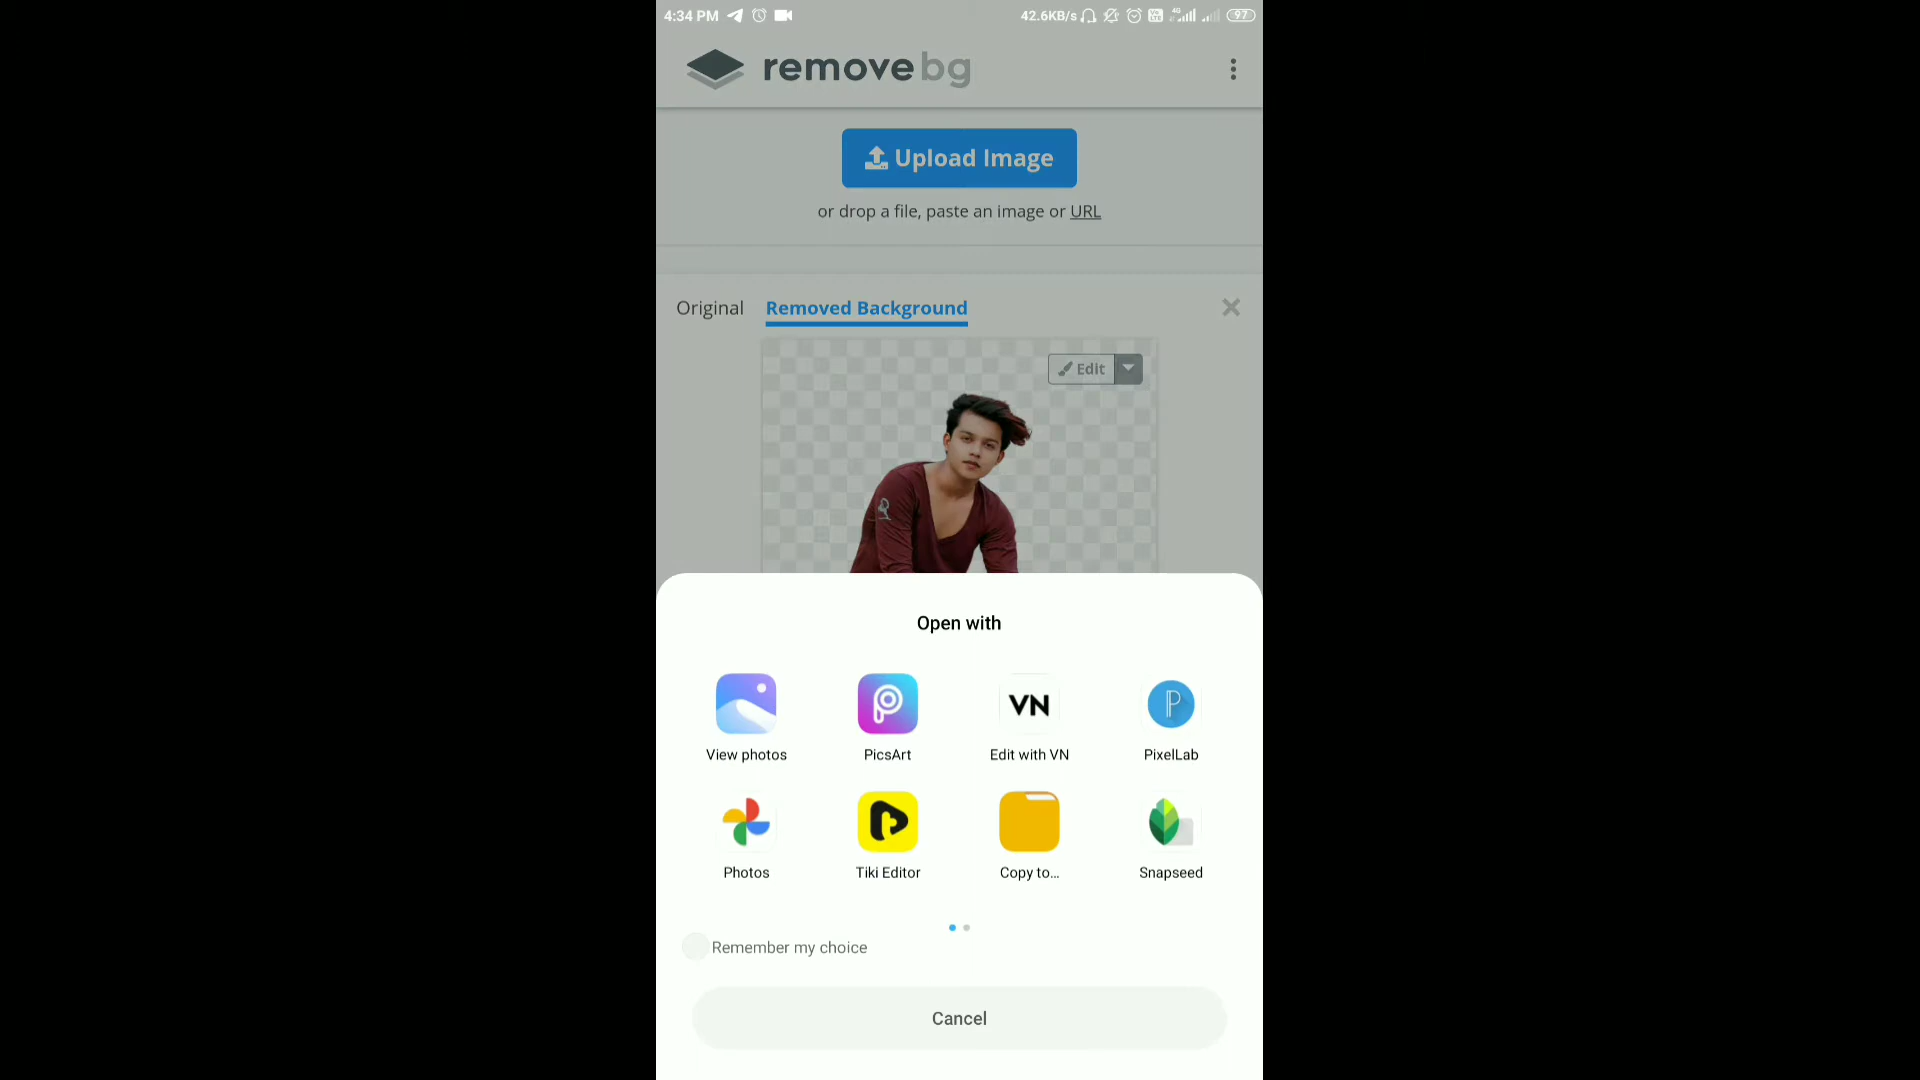 4:34 PM
42.6KB/s
4G
97
remove bg
Upload Image
or drop a file, paste an image or URL
Original
Removed Background
Edit
Open with
View photos
PicsArt
VN
Edit with VN
PixelLab
Photos
Tiki Editor
Copy to...
Snapseed
Remember my choice
Cancel